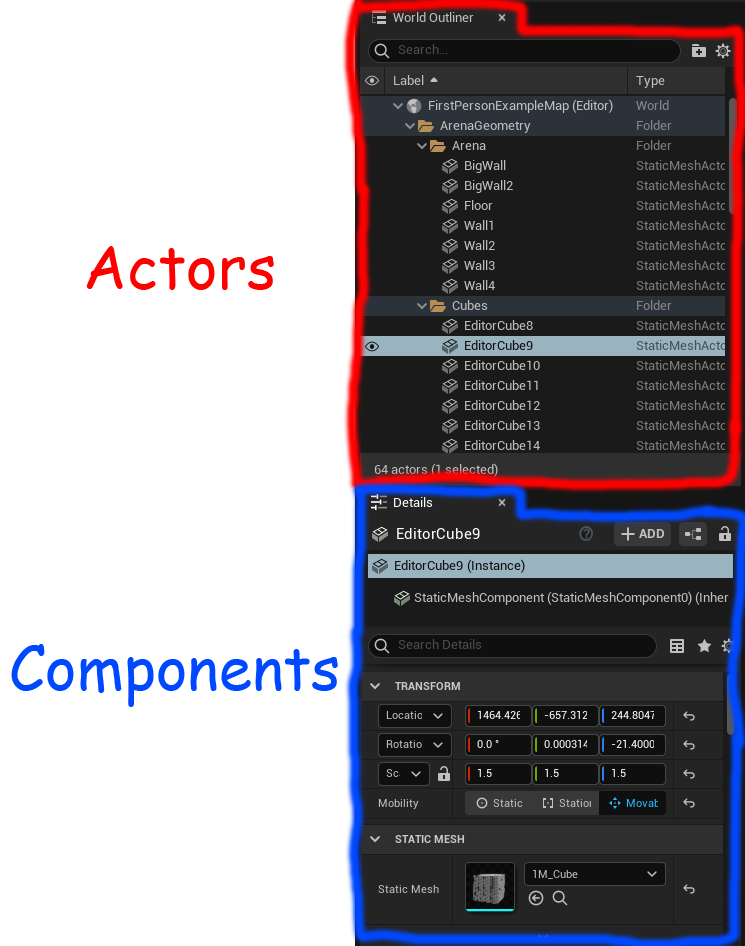 World Outliner
Search...
Label Type
FirstPersonExampleMap (Editor) World
ArenaGeometry Folder
Arena Folder
BigWall StaticMeshActo
BigWall2 StaticMeshActo
Floor StaticMeshActo
Wall1 StaticMeshActo
Wall2 StaticMeshActo
Wall3 StaticMeshActo
Wall4 StaticMeshActo
Cubes Folder
EditorCube8 StaticMeshActo
EditorCube9 StaticMeshActo
EditorCube10 StaticMeshActo
EditorCube11 StaticMeshActo
EditorCube12 StaticMeshActo
EditorCube13 StaticMeshActo
EditorCube14 StaticMeshActo
64 actors (1 selected)
Actors
Details
EditorCube9 ADD
EditorCube9 (Instance)
StaticMeshComponent (StaticMeshComponent0) (Inher
Search Details
Components
TRANSFORM
Locatio 1464.426 -657.312 244.8047
Rotatio 0.0 ° 0.000314 -21.4000
Sc 1.5 1.5 1.5
Mobility Static Station Movab
STATIC MESH
Static Mesh 1M_Cube